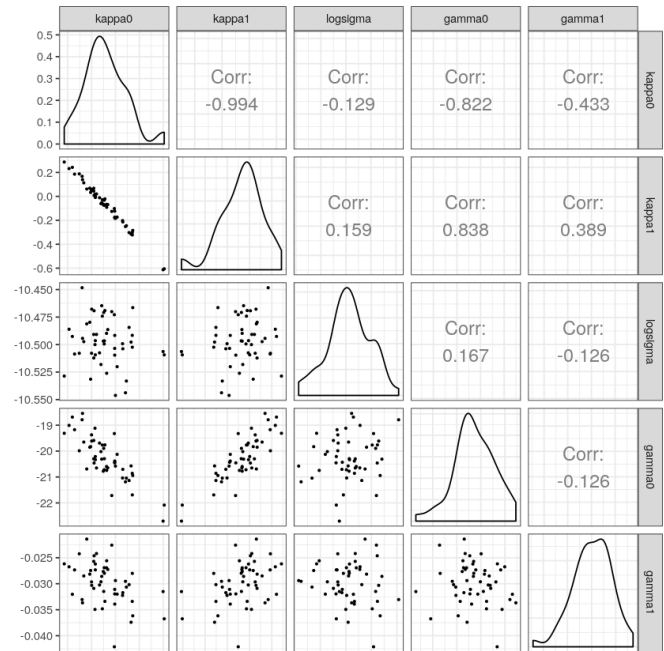 kappa0 kappa1 logsigma gamma0 gamma1
0.5
0.4
0.3
0.2
0.1
0.0
Corr:
-0.994
Corr:
-0.129
Corr:
-0.822
Corr:
-0.433
kappa0
0.2
0.0
-0.2
-0.4
-0.6
Corr:
0.159
Corr:
0.838
Corr:
0.389
kappa1
-10.450
-10.475
-10.500
-10.525
-10.550
Corr:
0.167
Corr:
-0.126
logsigma
-19
-20
-21
-22
Corr:
-0.126
gamma0
-0.025
-0.030
-0.035
-0.040
gamma1